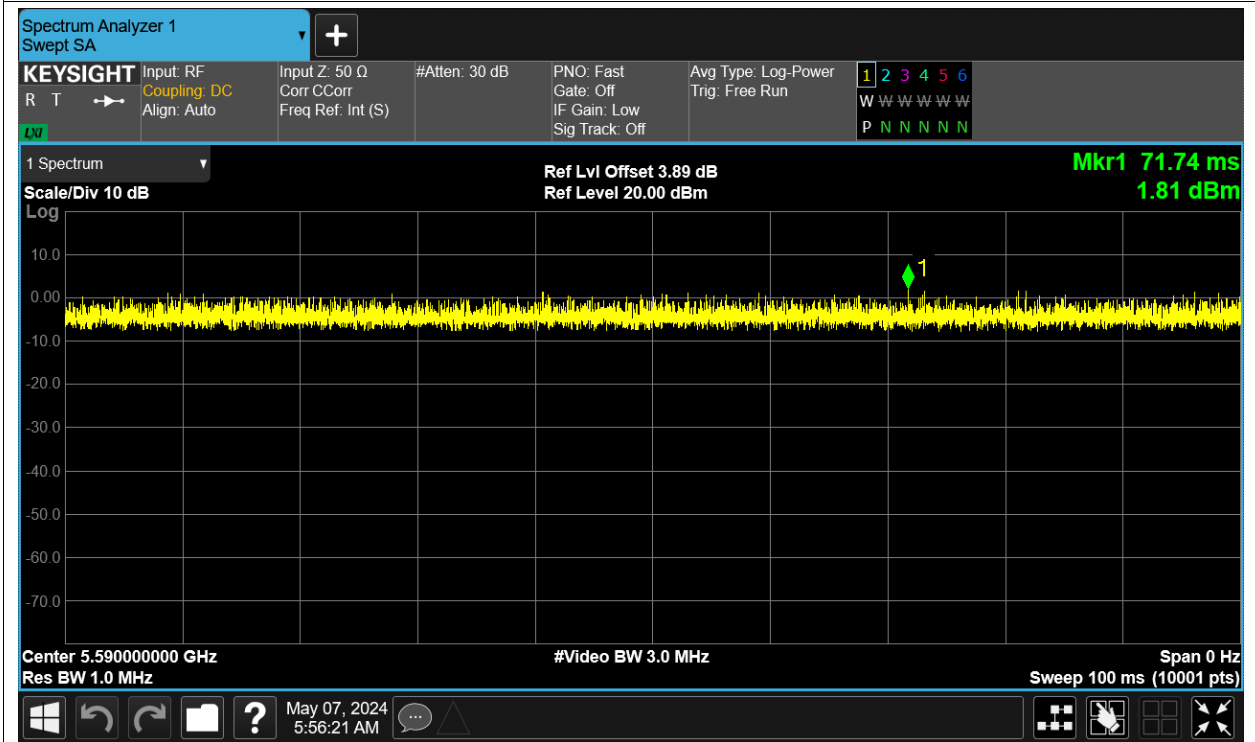 Spectrum Analyzer 1
Swept SA
KEYSIGHT
R T
LXI
Input: RF
Coupling: DC
Align: Auto
Input Z: 50 Ω
Corr CCorr
Freq Ref: Int (S)
#Atten: 30 dB
PNO: Fast
Gate: Off
IF Gain: Low
Sig Track: Off
Avg Type: Log-Power
Trig: Free Run
1 2 3 4 5 6
W W W W W W
P N N N N N
1 Spectrum
Scale/Div 10 dB
Log
Ref Lvl Offset 3.89 dB
Ref Level 20.00 dBm
Mkr1 71.74 ms
1.81 dBm
1
10.0
0.00
-10.0
-20.0
-30.0
-40.0
-50.0
-60.0
-70.0
Center 5.590000000 GHz
Res BW 1.0 MHz
#Video BW 3.0 MHz
Span 0 Hz
Sweep 100 ms (10001 pts)
?
May 07, 2024
5:56:21 AM